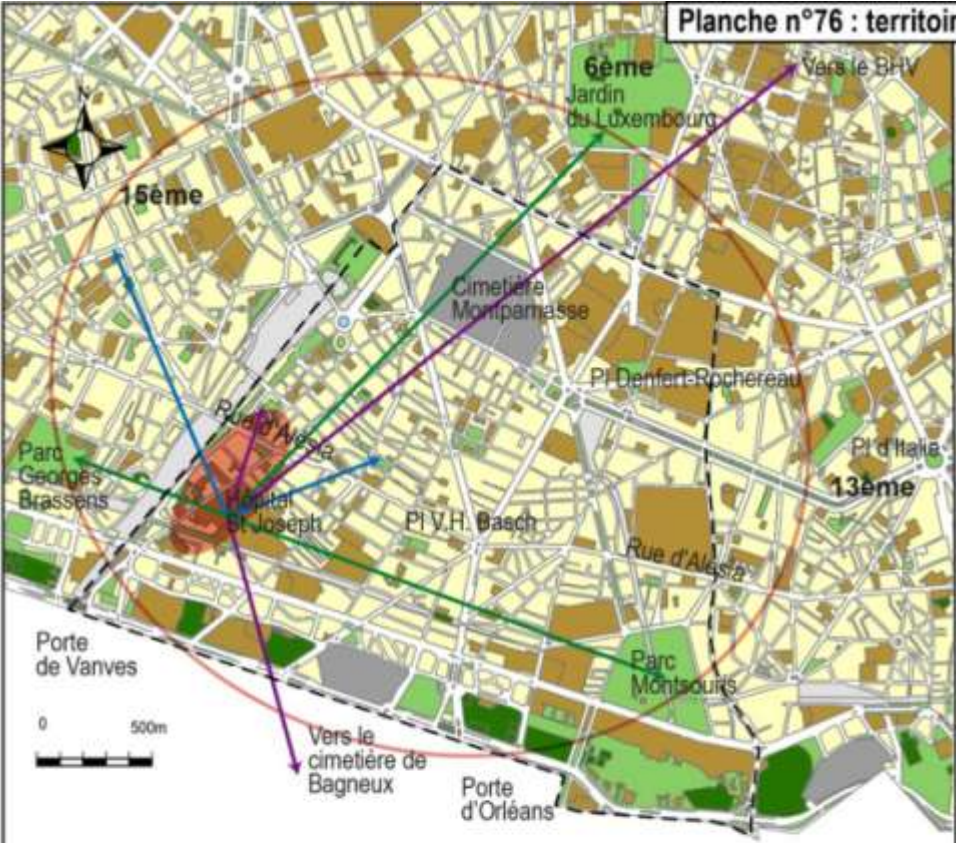 Planche n°76 : territoir
6ème
Jardin
du Luxembourg
Vers le BHV
N
15ème
Cimetière
Montparnasse
Pl Denfert-Rochereau
Rue d'Alésia
Parc
Georges
Brassens
Pl d'Italie
13ème
Hôpital
St Joseph
Pl V.H. Basch
Rue d'Alésia
Porte
de Vanves
Parc
Montsouris
0 500m
Vers le
cimetière de
Bagneux
Porte
d'Orléans